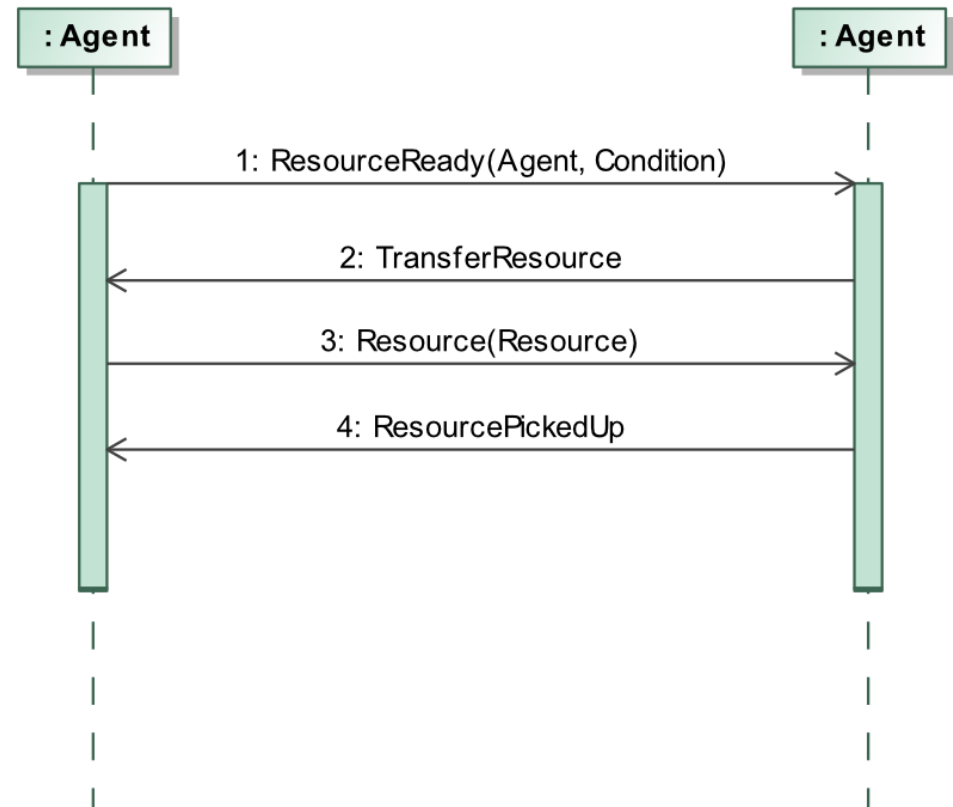 : Agent
: Agent
1: ResourceReady(Agent, Condition)
2: TransferResource
3: Resource(Resource)
4: ResourcePickedUp